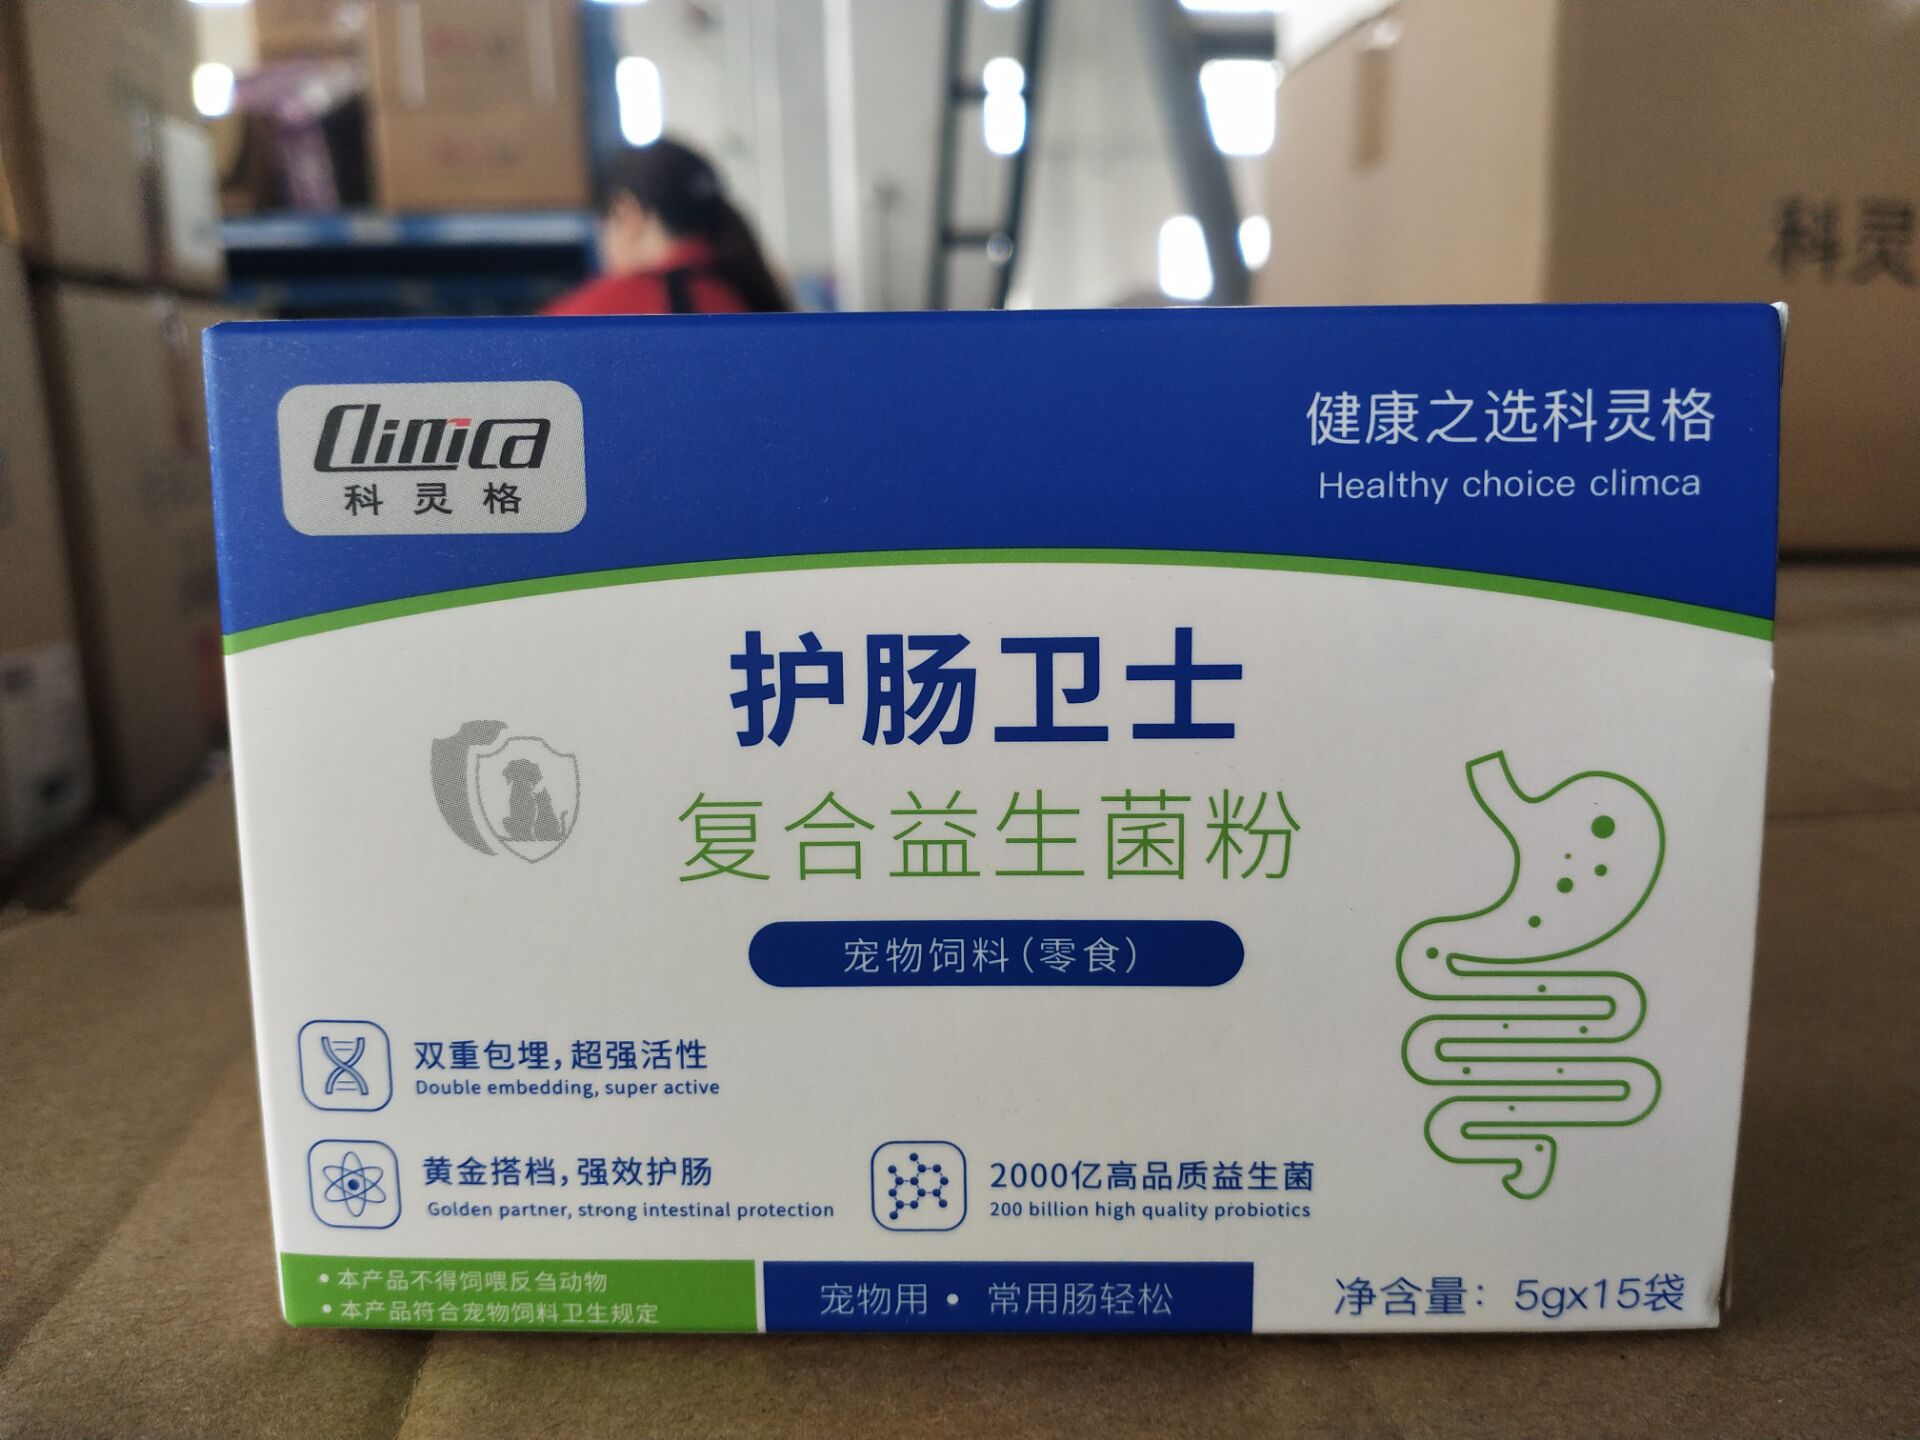 科灵
Climca
科灵格
健康之选科灵格
Healthy choice climca
护肠卫士
复合益生菌粉
宠物饲料(零食)
双重包埋,超强活性
Double embedding, super active
黄金搭档,强效护肠
Golden partner, strong intestinal protection
2000亿高品质益生菌
200 billion high quality probiotics
• 本产品不得饲喂反刍动物
• 本产品符合宠物饲料卫生规定
宠物用 • 常用肠轻松
净含量: 5gx15袋